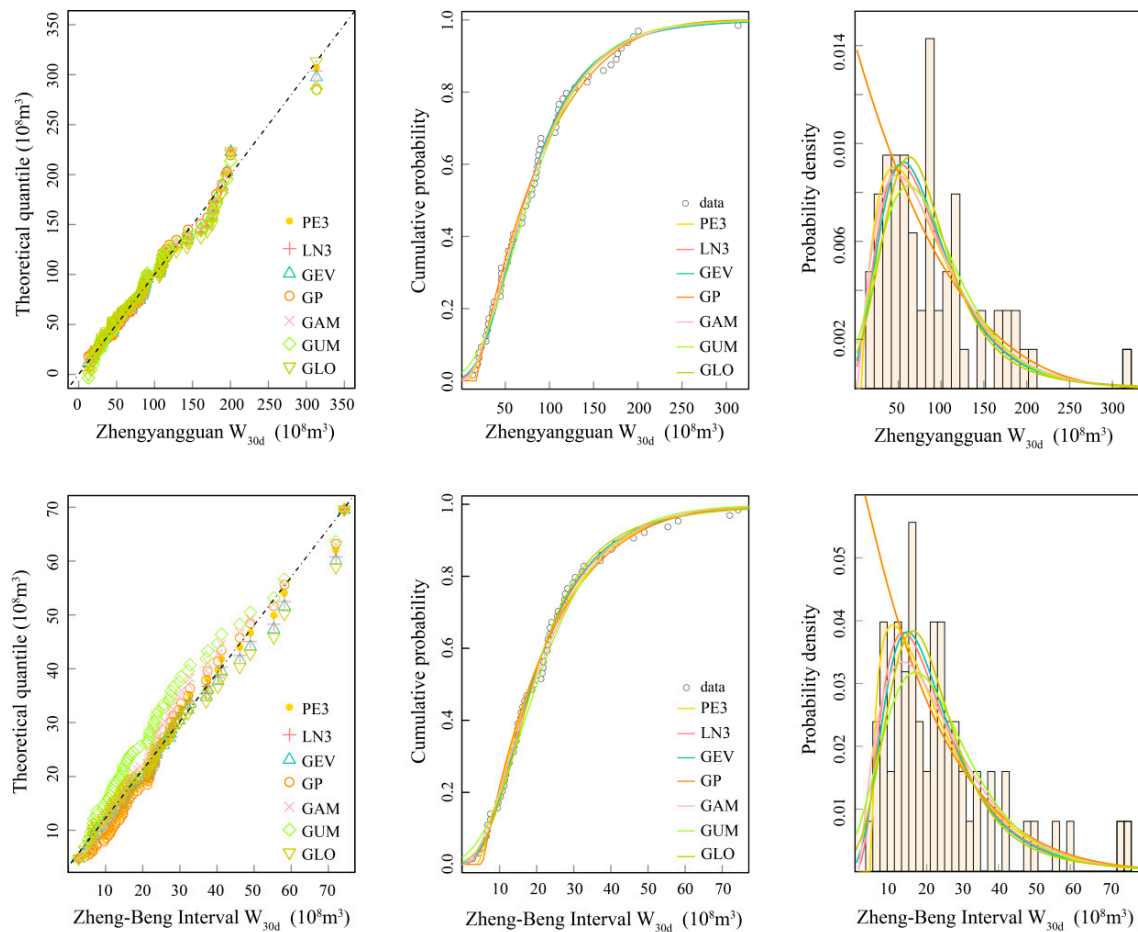 Theoretical quantile (10⁸m³)
350
300
250
200
150
100
50
0
PE3
LN3
GEV
GP
GAM
GUM
GLO
0 50 100 150 200 250 300 350
Zhengyangguan W₃₀d (10⁸m³)
Cumulative probability
1.0
0.8
0.6
0.4
0.2
0.0
data
PE3
LN3
GEV
GP
GAM
GUM
GLO
50 100 150 200 250 300
Zhengyangguan W₃₀d (10⁸m³)
Probability density
0.014
0.010
0.006
0.002
50 100 150 200 250 300
Zhengyangguan W₃₀d (10⁸m³)
Theoretical quantile (10⁸m³)
70
60
50
40
30
20
10
PE3
LN3
GEV
GP
GAM
GUM
GLO
10 20 30 40 50 60 70
Zheng-Beng Interval W₃₀d (10⁸m³)
Cumulative probability
1.0
0.8
0.6
0.4
0.2
0.0
data
PE3
LN3
GEV
GP
GAM
GUM
GLO
10 20 30 40 50 60 70
Zheng-Beng Interval W₃₀d (10⁸m³)
Probability density
0.05
0.04
0.03
0.02
0.01
10 20 30 40 50 60 70
Zheng-Beng Interval W₃₀d (10⁸m³)